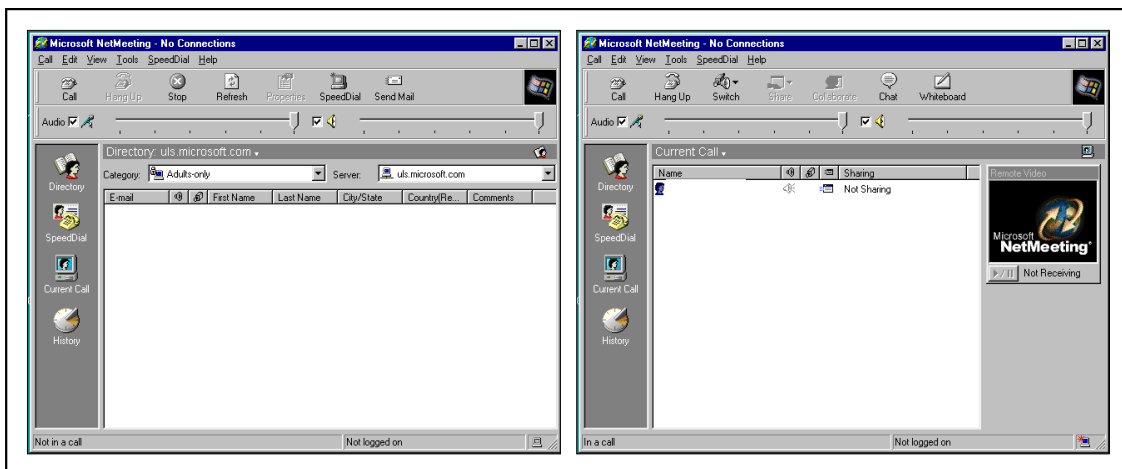 Microsoft NetMeeting - No Connections
Call Edit View Tools SpeedDial Help
Call Hang Up Stop Refresh Properties SpeedDial Send Mail
Audio
Directory: uls.microsoft.com
Category: Adults-only Server: uls.microsoft.com
E-mail First Name Last Name City/State Country(Re... Comments
Directory
SpeedDial
Current Call
History
Not in a call Not logged on
Microsoft NetMeeting - No Connections
Call Edit View Tools SpeedDial Help
Call Hang Up Switch Share Collaborate Chat Whiteboard
Audio
Current Call
Name Sharing Remote Video
Not Sharing
Directory
SpeedDial
Current Call
History
Microsoft
NetMeeting
Not Receiving
In a call Not logged on